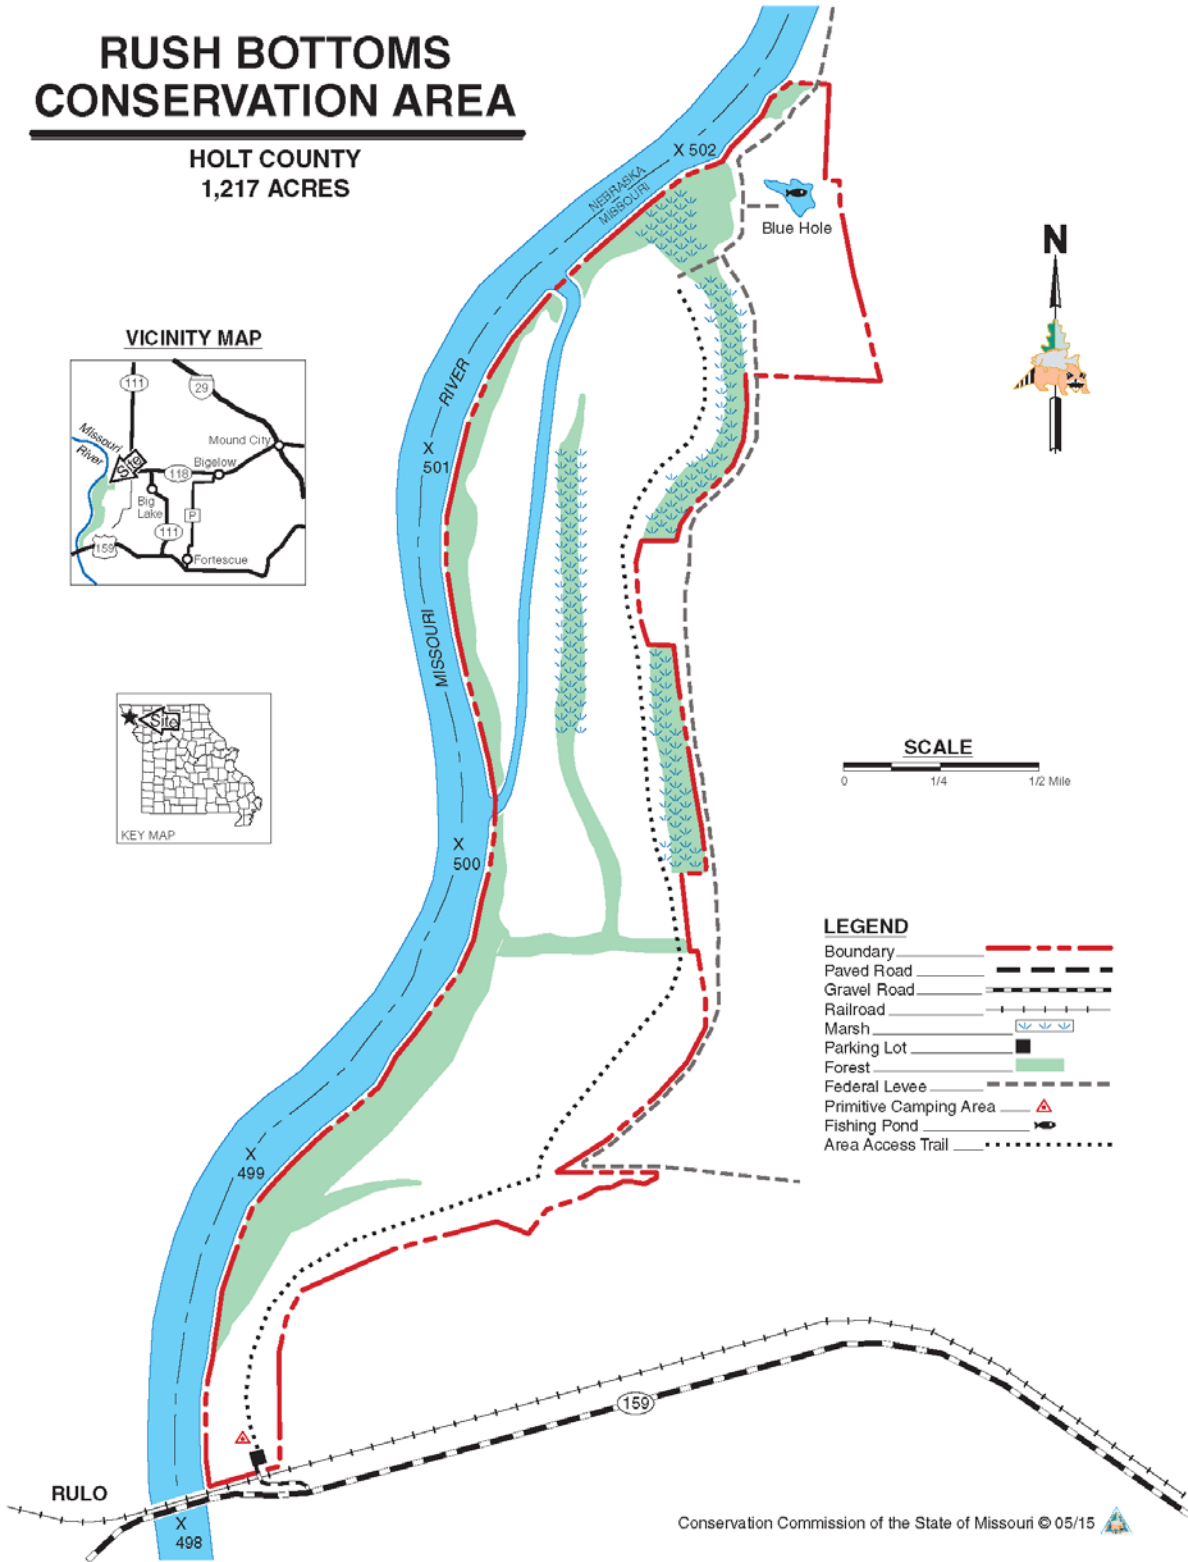 RUSH BOTTOMS
CONSERVATION AREA
HOLT COUNTY
1,217 ACRES
X 502
NEBRASKA
MISSOURI
Blue Hole
N
VICINITY MAP
111
29
Missouri
River
Site
Mound City
118
Bigelow
Big
Lake
P
111
159
Fortescue
RIVER
X
501
MISSOURI
Site
KEY MAP
SCALE
0 1/4 1/2 Mile
X
500
LEGEND
Boundary
Paved Road
Gravel Road
Railroad
Marsh
Parking Lot
Forest
Federal Levee
Primitive Camping Area
Fishing Pond
Area Access Trail
X
499
159
RULO
X
498
Conservation Commission of the State of Missouri © 05/15